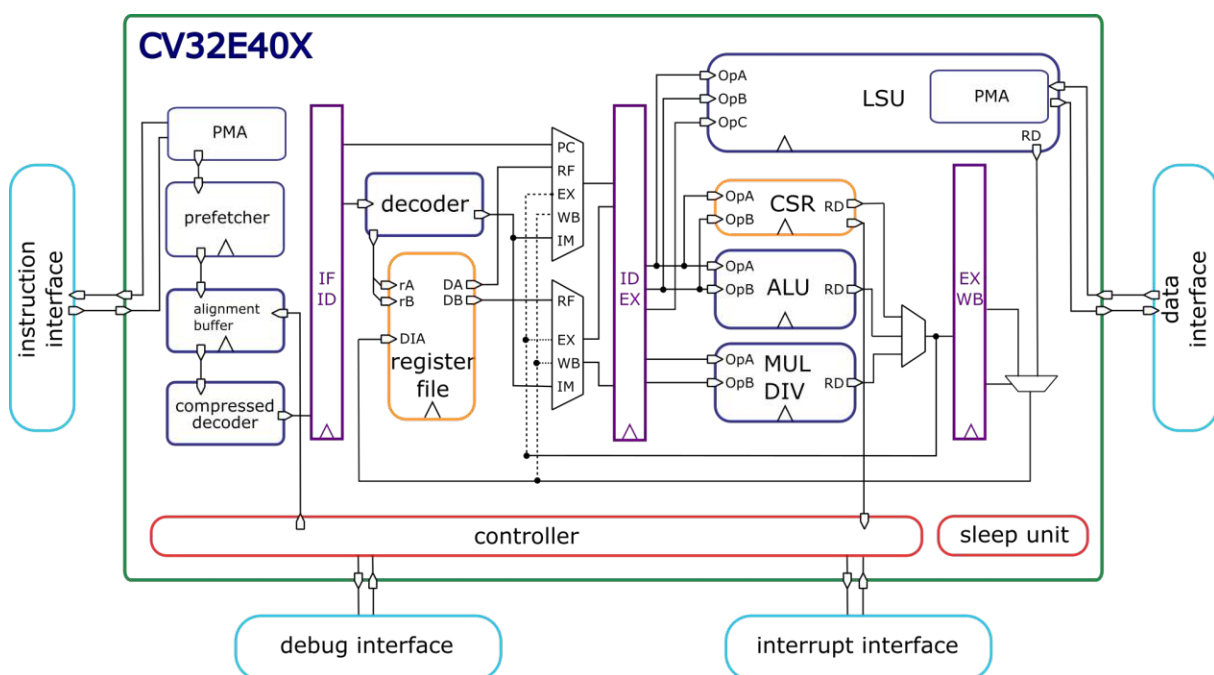 CV32E40X
instruction
interface
PMA
prefetcher
alignment
buffer
compressed
decoder
IF
ID
decoder
rA
rB
DIA
DA
DB
register
file
PC
RF
EX
WB
IM
RF
EX
WB
IM
ID
EX
OpA
OpB
OpC
LSU
PMA
RD
OpA
OpB
CSR
RD
OpA
OpB
ALU
RD
OpA
OpB
MUL
DIV
RD
EX
WB
data
interface
controller
sleep unit
debug interface
interrupt interface